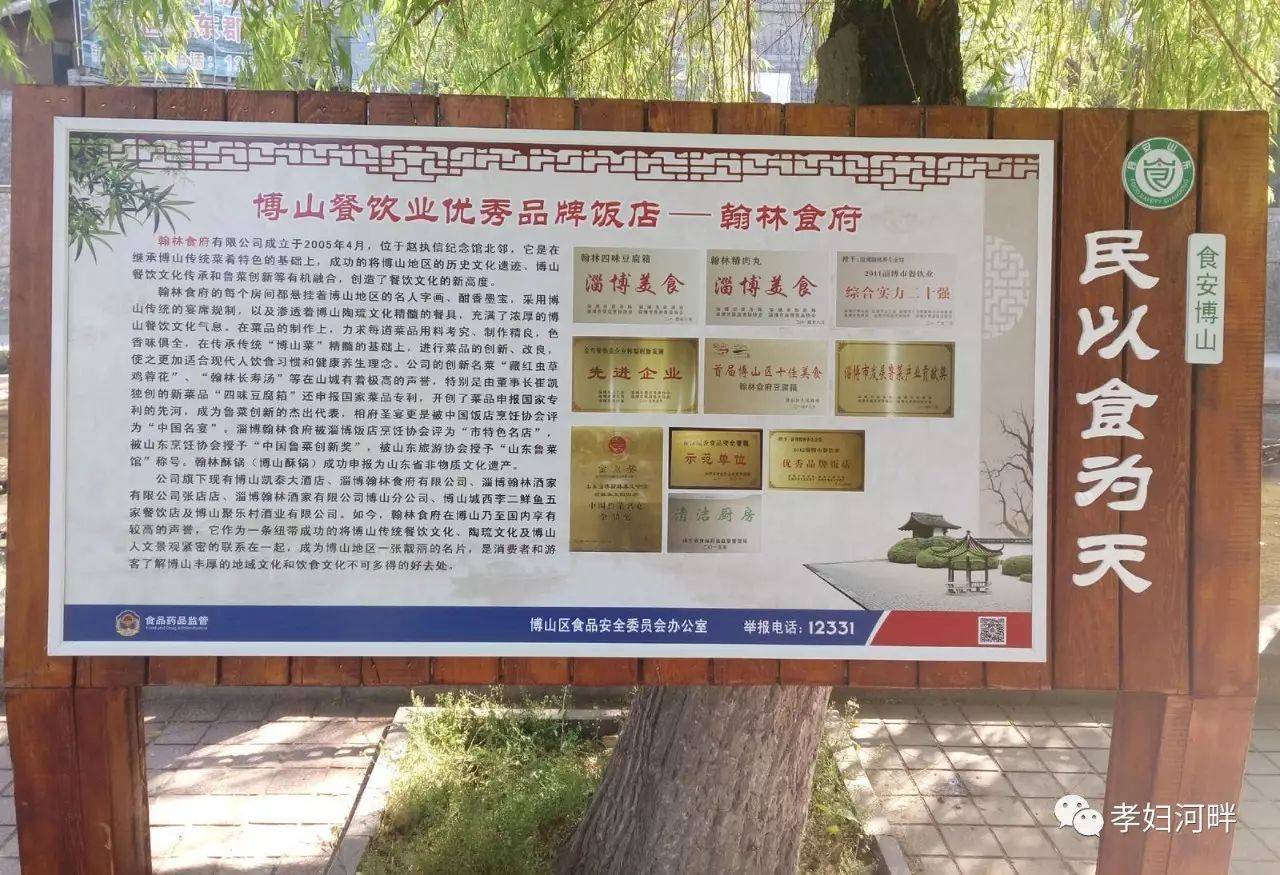 博山餐饮业优秀品牌饭店—翰林食府
翰林食府有限公司成立于2005年4月，位于赵执信纪念馆北邻，它是在
继承博山传统菜肴特色的基础上，成功的将博山地区的历史文化遗迹、博山
餐饮文化传承和鲁菜创新等有机融合，创造了餐饮文化的新高度。
翰林食府的每个房间都悬挂着博山地区的名人字画、酣香墨宝，采用博
山传统的宴席规制，以及渗透着博山陶琉文化精髓的餐具，充满了浓厚的博
山餐饮文化气息。在菜品的制作上，力求每道菜品用料考究、制作精良，色
香味俱全，在传承传统“博山菜”精髓的基础上，进行菜品的创新、改良，
使之更加适合现代人饮食习惯和健康养生理念。公司的创新名菜“藏红虫草
鸡蓉花”、“翰林长寿汤”等在山城有着极高的声誉，特别是由董事长崔凯
独创的新菜品“四味豆腐箱”还申报国家菜品专利，开创了菜品申报国家专
利的先河，成为鲁菜创新的杰出代表，相府圣宴更是被中国饭店烹饪协会评
为“中国名宴”。淄博翰林食府被淄博饭店烹饪协会评为“市特色名店”，
被山东烹饪协会授予“中国鲁菜创新奖”，被山东旅游协会授予“山东鲁菜
馆”称号。翰林酥锅（博山酥锅）成功申报为山东省非物质文化遗产。
公司旗下现有博山凯泰大酒店、淄博翰林食府有限公司、淄博翰林酒家
有限公司张店店、淄博翰林酒家有限公司博山分公司、博山城西李二鲜鱼五
家餐饮店及博山聚乐村酒业有限公司。如今，翰林食府在博山乃至国内享有
较高的声誉，它作为一条纽带成功的将博山传统餐饮文化、陶琉文化及博山
人文景观紧密的联系在一起，成为博山地区一张靓丽的名片，是消费者和游
客了解博山丰厚的地域文化和饮食文化不可多得的好去处。
翰林四味豆腐箱
淄博美食
翰林精肉丸
淄博美食
2011淄博市餐饮业
综合实力二十强
先进企业
首届博山区十佳美食
翰林食府豆腐箱
淄博市发展鲁菜产业贡献奖
金鼎奖
示范单位
优秀品牌饭店
清洁厨房
食品药品监管
博山区食品安全委员会办公室
举报电话：12331
食安山东
食安博山
民以食为天
孝妇河畔